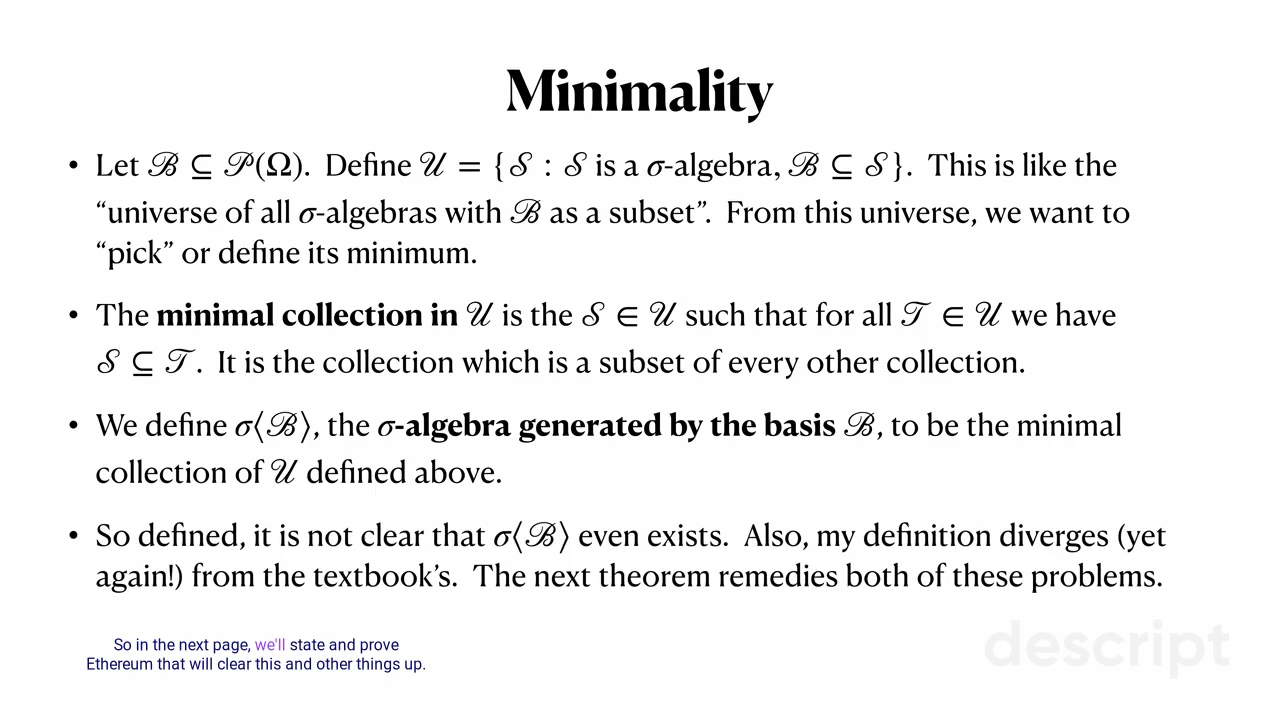 Minimality
• Let ℬ ⊆ 𝒫(Ω). Define 𝒰 = {𝒮 : 𝒮 is a σ-algebra, ℬ ⊆ 𝒮}. This is like the
“universe of all σ-algebras with ℬ as a subset”. From this universe, we want to
“pick” or define its minimum.
• The minimal collection in 𝒰 is the 𝒮 ∈ 𝒰 such that for all 𝒯 ∈ 𝒰 we have
𝒮 ⊆ 𝒯. It is the collection which is a subset of every other collection.
• We define σ⟨ℬ⟩, the σ-algebra generated by the basis ℬ, to be the minimal
collection of 𝒰 defined above.
• So defined, it is not clear that σ⟨ℬ⟩ even exists. Also, my definition diverges (yet
again!) from the textbook’s. The next theorem remedies both of these problems.
So in the next page, we'll state and prove
Ethereum that will clear this and other things up.
descript